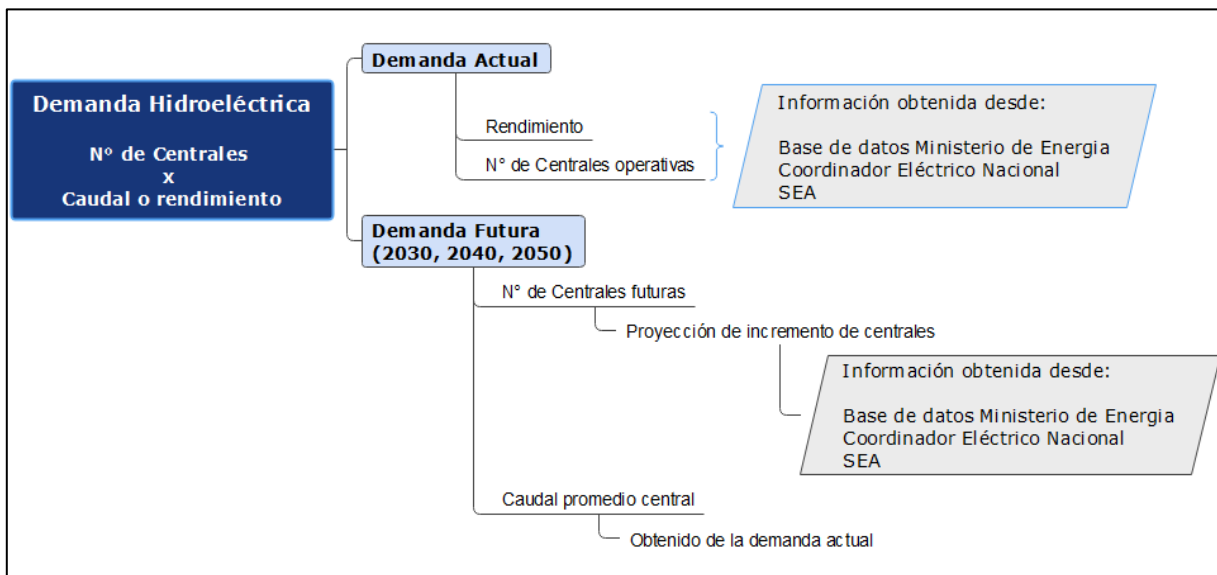 Demanda Hidroeléctrica
Nº de Centrales
x
Caudal o rendimiento
Demanda Actual
Rendimiento
N° de Centrales operativas
Información obtenida desde:
Base de datos Ministerio de Energia
Coordinador Eléctrico Nacional
SEA
Demanda Futura
(2030, 2040, 2050)
N° de Centrales futuras
Proyección de incremento de centrales
Información obtenida desde:
Base de datos Ministerio de Energia
Coordinador Eléctrico Nacional
SEA
Caudal promedio central
Obtenido de la demanda actual